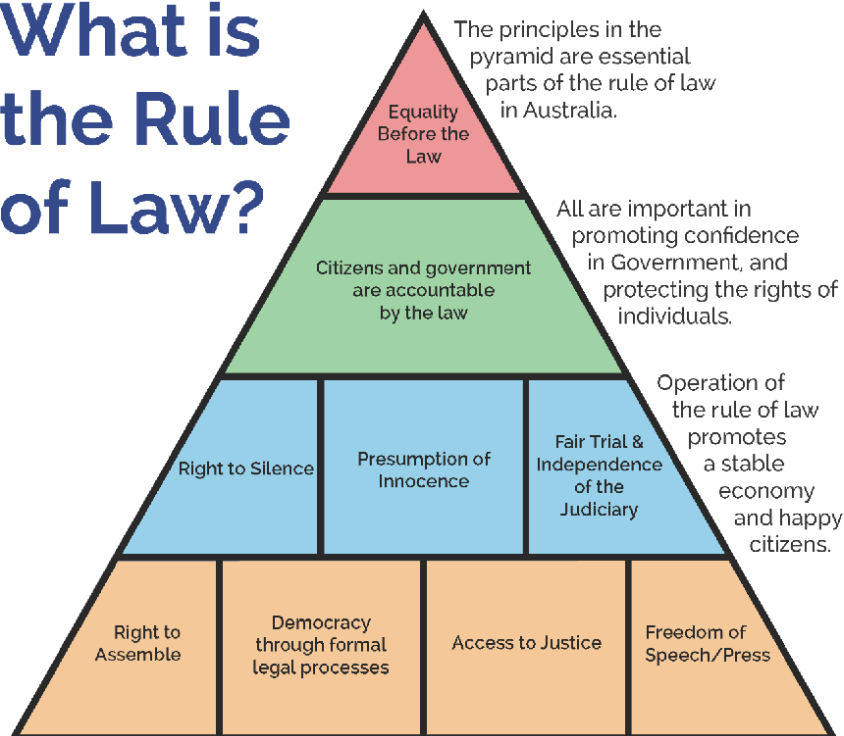 What is
the Rule
of Law?
The principles in the
pyramid are essential
parts of the rule of law
in Australia.
Equality
Before the
Law
All are important in
promoting confidence
in Government, and
protecting the rights of
individuals.
Citizens and government
are accountable
by the law
Operation of
the rule of law
promotes
a stable
economy
and happy
citizens.
Right to Silence
Presumption of
Innocence
Fair Trial &
Independence
of the
Judiciary
Right to
Assemble
Democracy
through formal
legal processes
Access to Justice
Freedom of
Speech/Press